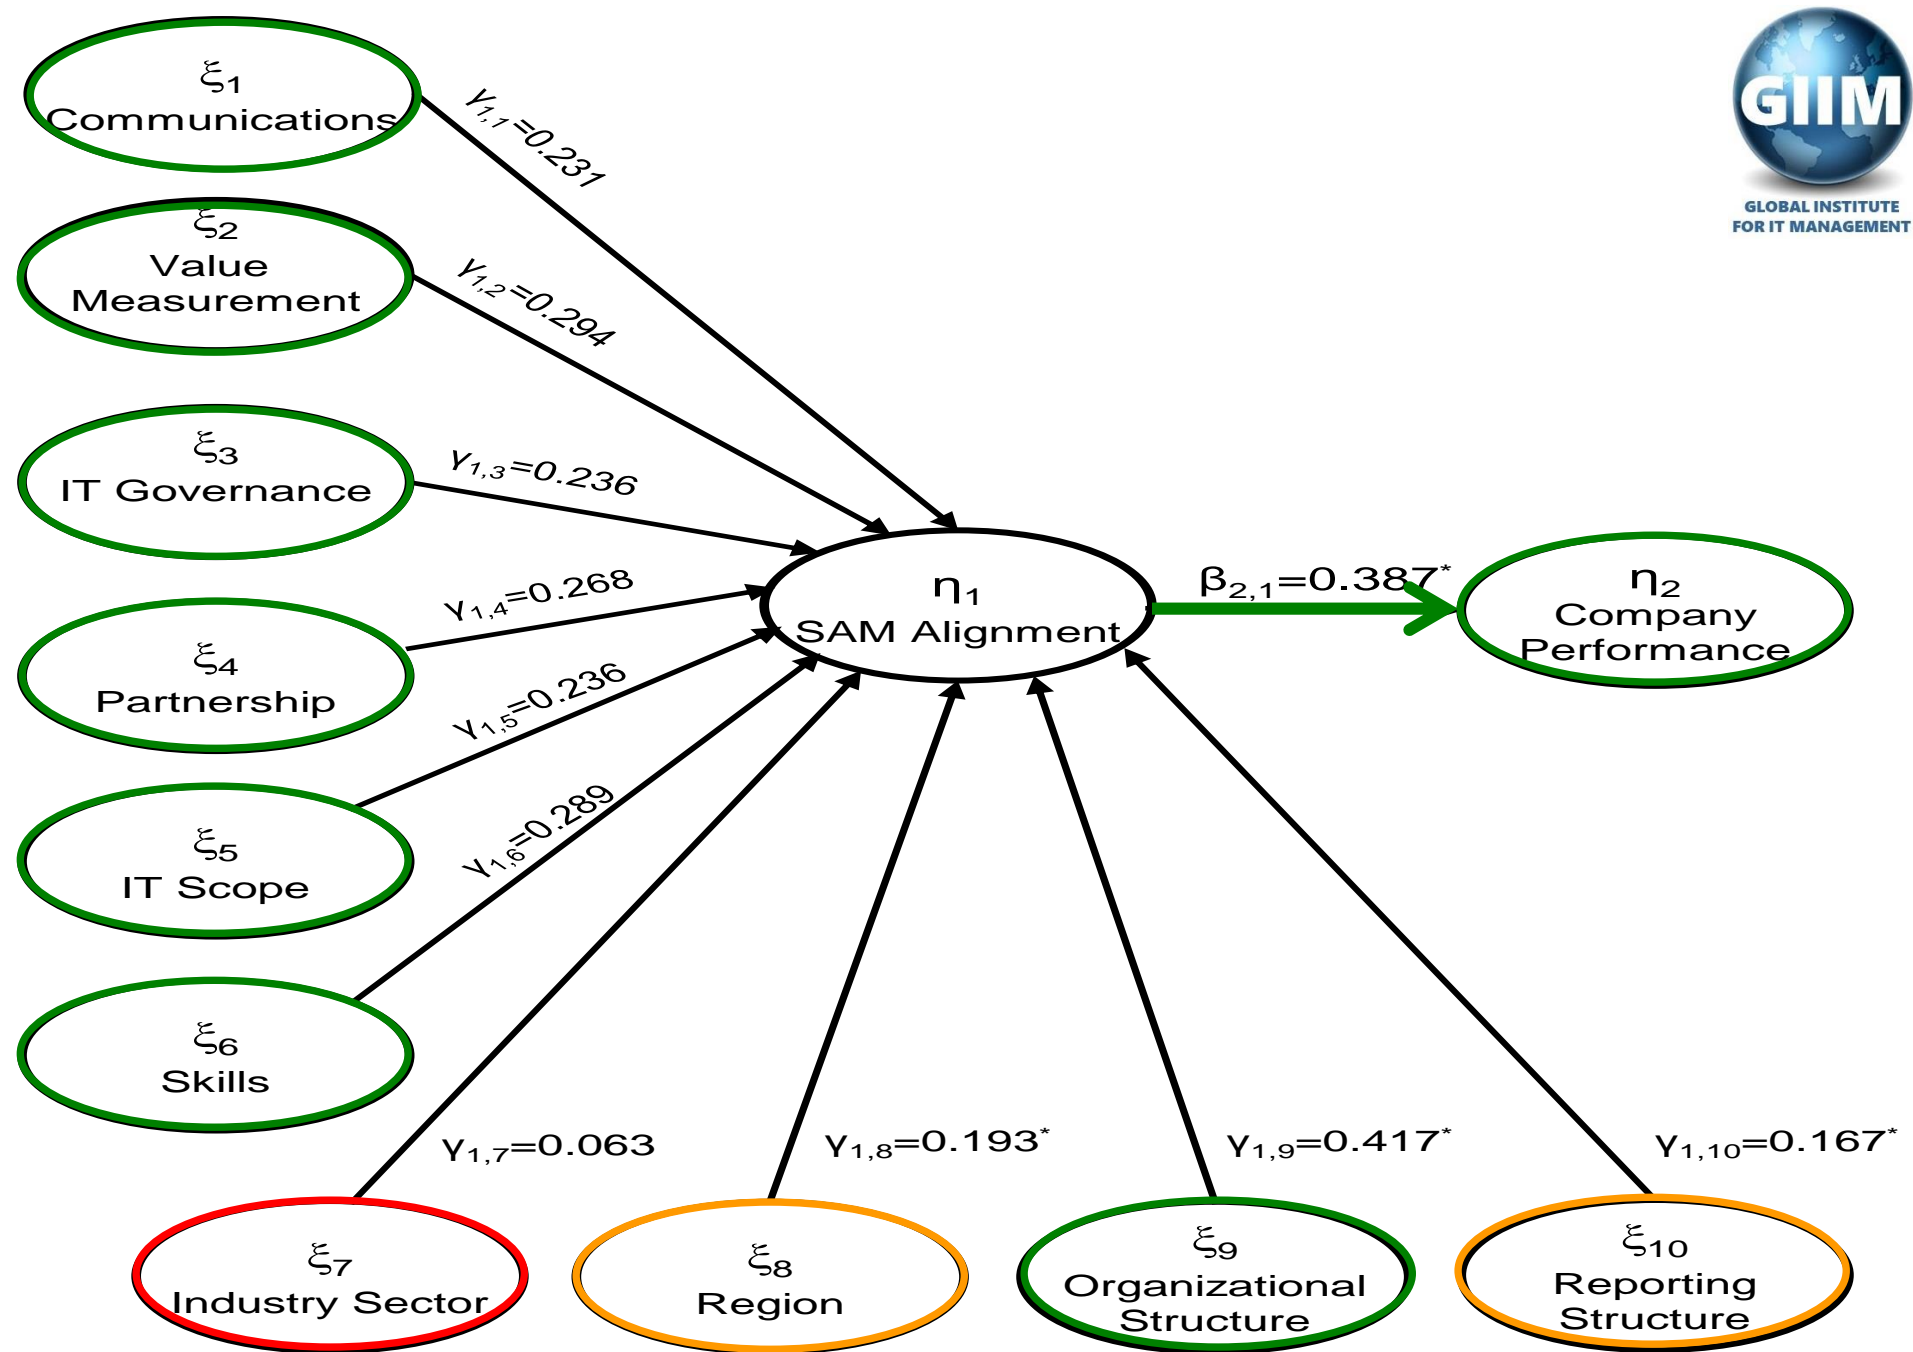 ξ1
Communications
γ1,1=0.231
GIIM
GLOBAL INSTITUTE
FOR IT MANAGEMENT
ξ2
Value
Measurement
γ1,2=0.294
ξ3
IT Governance
γ1,3=0.236
ξ4
Partnership
γ1,4=0.268
η1
SAM Alignment
β2,1=0.387*
η2
Company
Performance
ξ5
IT Scope
γ1,5=0.236
ξ6
Skills
γ1,6=0.289
γ1,7=0.063
γ1,8=0.193*
γ1,9=0.417*
γ1,10=0.167*
ξ7
Industry Sector
ξ8
Region
ξ9
Organizational
Structure
ξ10
Reporting
Structure